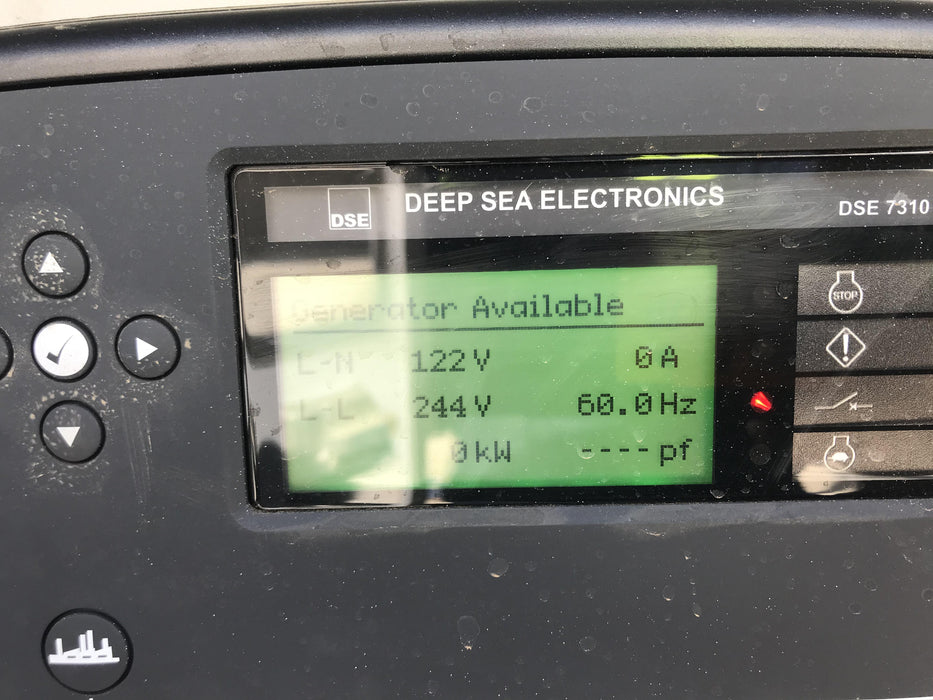 DSE
DEEP SEA ELECTRONICS
DSE 7310
Generator Available
L-N 122V 0A
L-L 244V 60.0Hz
0kW ----pf
STOP